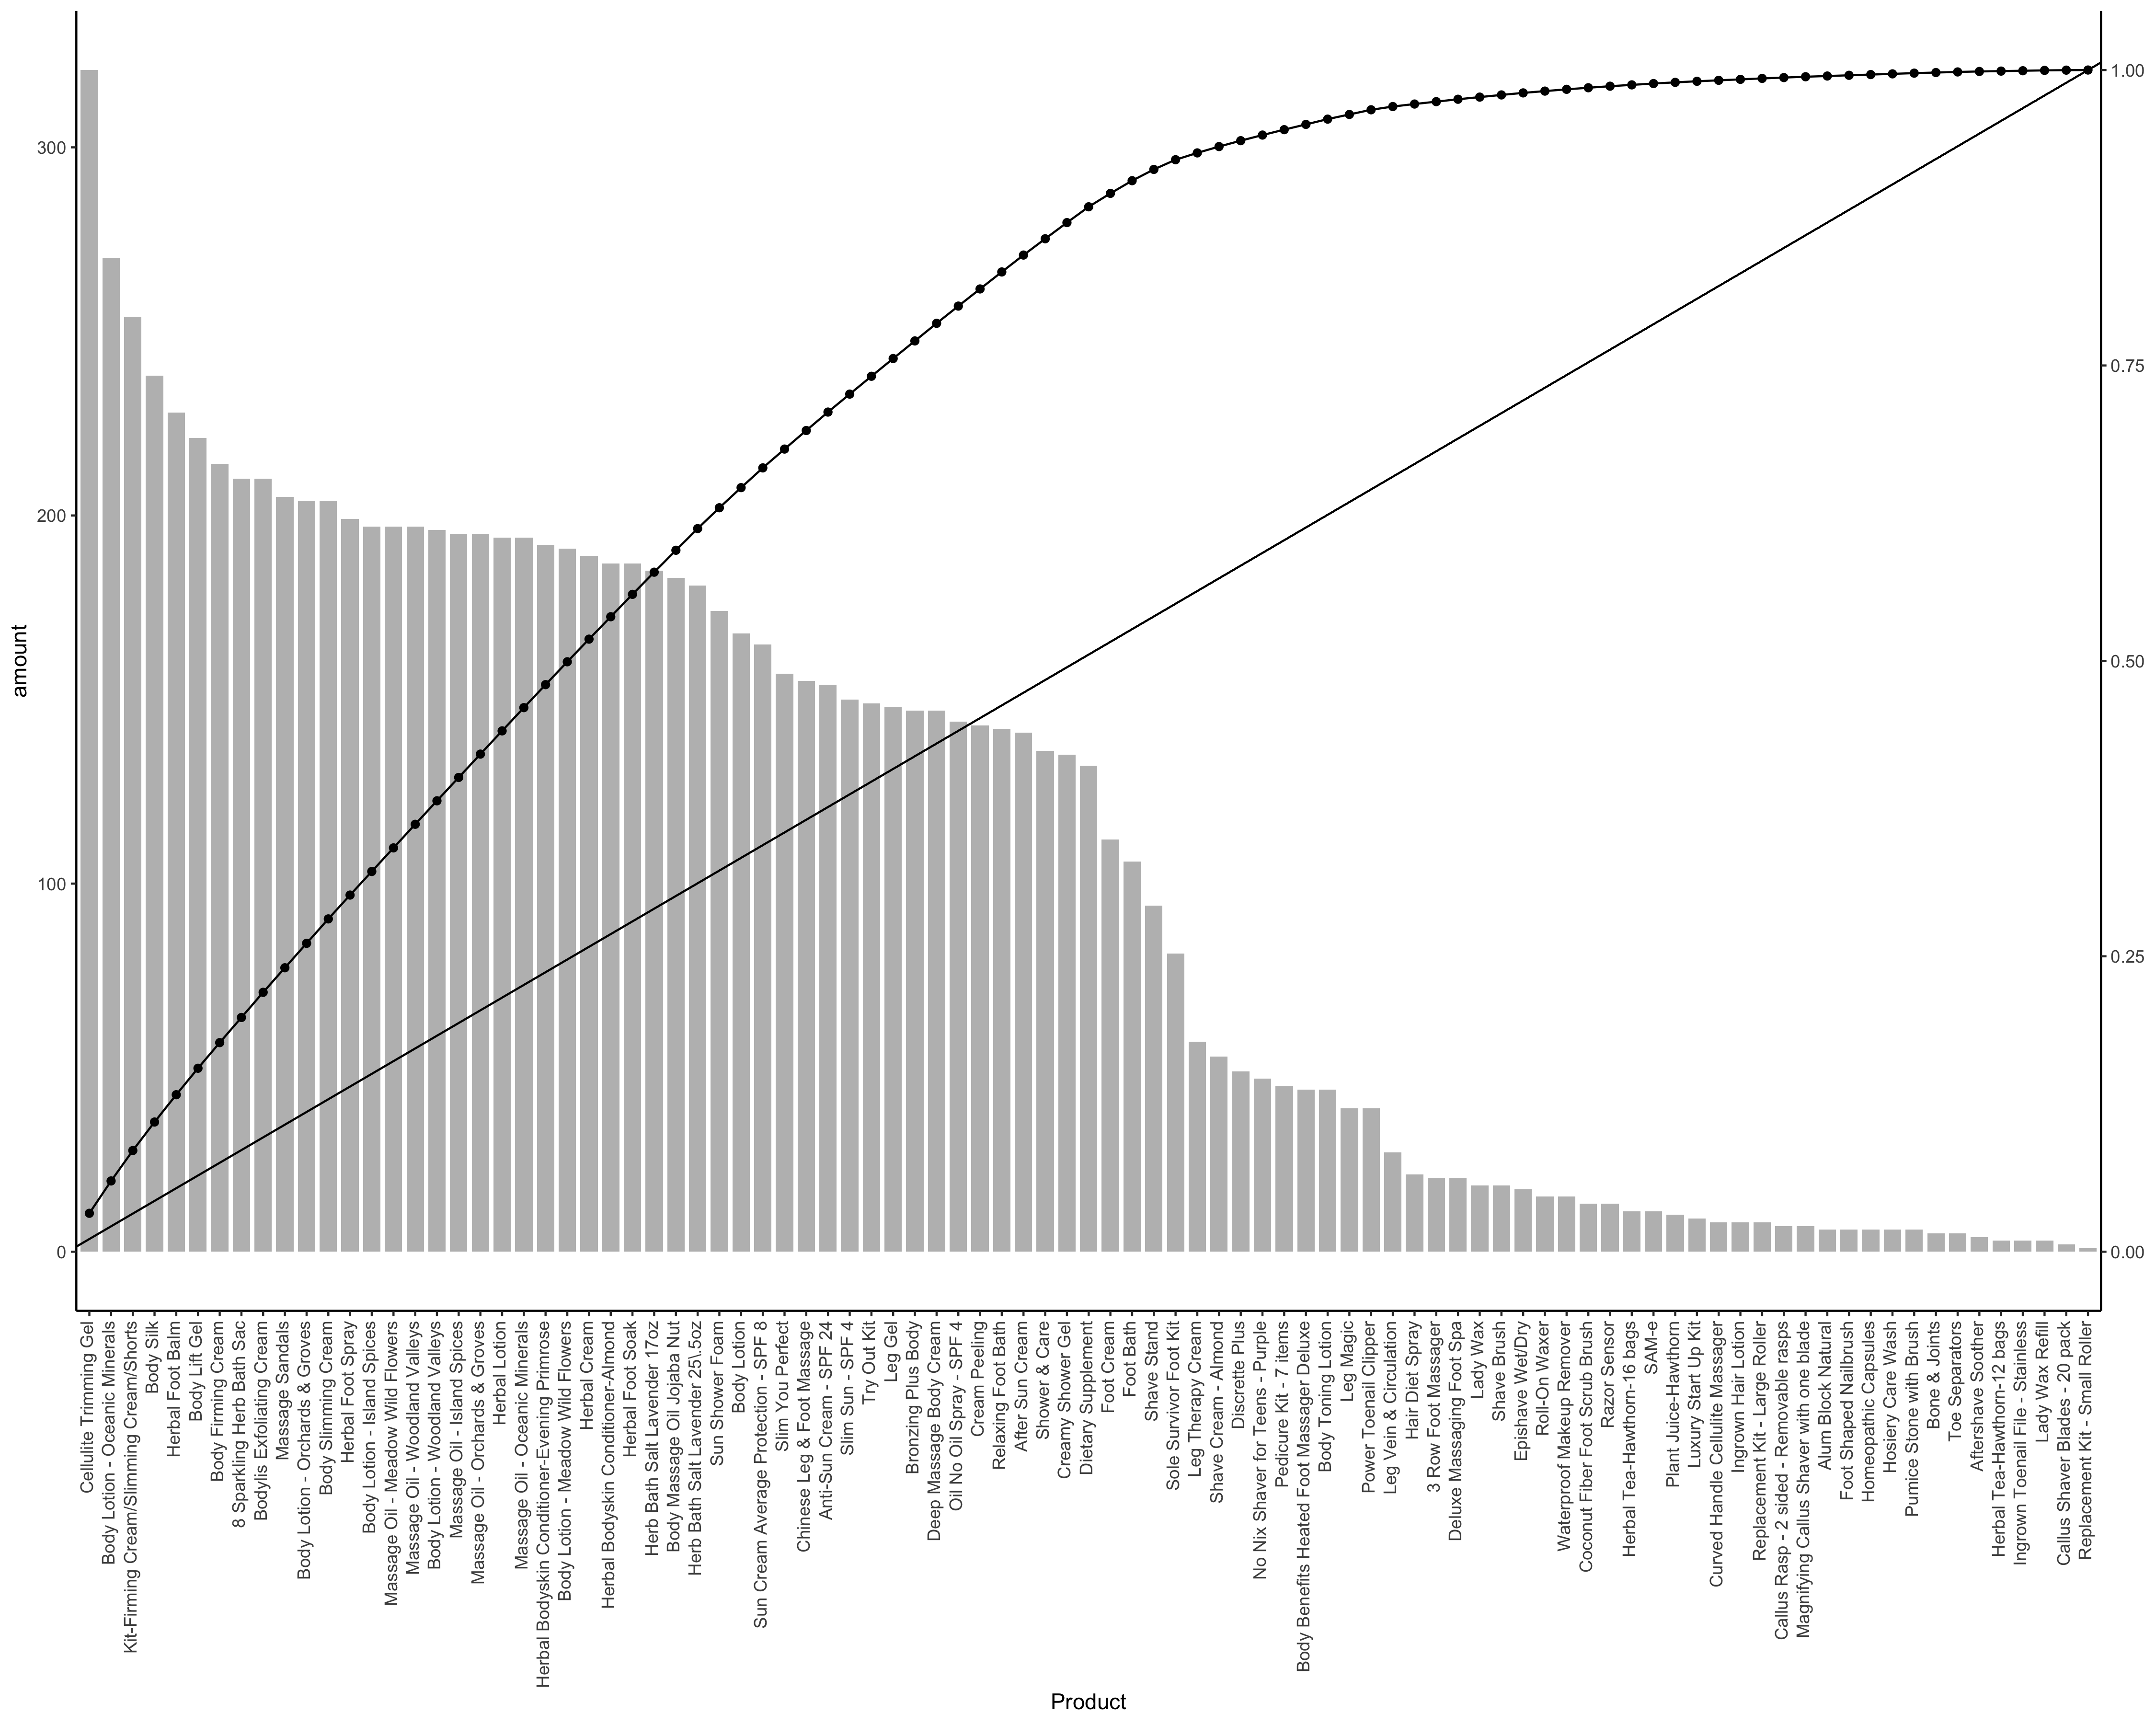 300
200
100
0
amount
1.00
0.75
0.50
0.25
0.00
Cellulite Trimming Gel
Body Lotion - Oceanic Minerals
Kit-Firming Cream/Slimming Cream/Shorts
Body Silk
Herbal Foot Balm
Body Lift Gel
Body Firming Cream
8 Sparkling Herb Bath Sac
Bodylis Exfoliating Cream
Massage Sandals
Body Lotion - Orchards & Groves
Body Slimming Cream
Herbal Foot Spray
Body Lotion - Island Spices
Massage Oil - Meadow Wild Flowers
Massage Oil - Woodland Valleys
Body Lotion - Woodland Valleys
Massage Oil - Island Spices
Massage Oil - Orchards & Groves
Herbal Lotion
Massage Oil - Oceanic Minerals
Herbal Bodyskin Conditioner-Evening Primrose
Body Lotion - Meadow Wild Flowers
Herbal Cream
Herbal Bodyskin Conditioner-Almond
Herbal Foot Soak
Herb Bath Salt Lavender 17oz
Body Massage Oil Jojaba Nut
Herb Bath Salt Lavender 25\.5oz
Sun Shower Foam
Body Lotion
Sun Cream Average Protection - SPF 8
Slim You Perfect
Chinese Leg & Foot Massage
Anti-Sun Cream - SPF 24
Slim Sun - SPF 4
Try Out Kit
Leg Gel
Bronzing Plus Body
Deep Massage Body Cream
Oil No Oil Spray - SPF 4
Cream Peeling
Relaxing Foot Bath
After Sun Cream
Shower & Care
Creamy Shower Gel
Dietary Supplement
Foot Cream
Foot Bath
Shave Stand
Sole Survivor Foot Kit
Leg Therapy Cream
Shave Cream - Almond
Discrette Plus
No Nix Shaver for Teens - Purple
Pedicure Kit - 7 items
Body Benefits Heated Foot Massager Deluxe
Body Toning Lotion
Leg Magic
Power Toenail Clipper
Leg Vein & Circulation
Hair Diet Spray
3 Row Foot Massager
Deluxe Massaging Foot Spa
Lady Wax
Shave Brush
Epishave Wet/Dry
Roll-On Waxer
Waterproof Makeup Remover
Coconut Fiber Foot Scrub Brush
Razor Sensor
Herbal Tea-Hawthorn-16 bags
SAM-e
Plant Juice-Hawthorn
Luxury Start Up Kit
Curved Handle Cellulite Massager
Ingrown Hair Lotion
Replacement Kit - Large Roller
Callus Rasp - 2 sided - Removable rasps
Magnifying Callus Shaver with one blade
Alum Block Natural
Foot Shaped Nailbrush
Homeopathic Capsules
Hosiery Care Wash
Pumice Stone with Brush
Bone & Joints
Toe Separators
Aftershave Soother
Herbal Tea-Hawthorn-12 bags
Ingrown Toenail File - Stainless
Lady Wax Refill
Callus Shaver Blades - 20 pack
Replacement Kit - Small Roller
Product